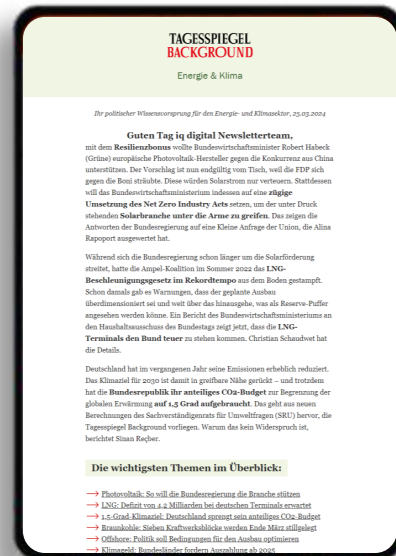 TAGESSPIEGEL
BACKGROUND
Energie & Klima
Ihr politischer Wissensvorsprung für den Energie- und Klimasektor, 25.03.2024
Guten Tag iq digital Newsletterteam,
mit dem Resilienzbonus wollte Bundeswirtschaftsminister Robert Habeck
(Grüne) europäische Photovoltaik-Hersteller gegen die Konkurrenz aus China
unterstützen. Der Vorschlag ist nun endgültig vom Tisch, weil die FDP sich
gegen die Boni sträubte. Diese würden Solarstrom nur verteuern. Stattdessen
will das Bundeswirtschaftsministerium indessen auf eine zügige
Umsetzung des Net Zero Industry Acts setzen, um der unter Druck
stehenden Solarbranche unter die Arme zu greifen. Das zeigen die
Antworten der Bundesregierung auf eine Kleine Anfrage der Union, die Alina
Rapoport ausgewertet hat.
Während sich die Bundesregierung schon länger um die Solarförderung
streitet, hatte die Ampel-Koalition im Sommer 2022 das LNG-
Beschleunigungsgesetz im Rekordtempo aus dem Boden gestampft.
Schon damals gab es Warnungen, dass der geplante Ausbau
überdimensioniert sei und weit über das hinausgehe, was als Reserve-Puffer
angesehen werden könne. Ein Bericht des Bundeswirtschaftsministeriums an
den Haushaltsausschuss des Bundestags zeigt jetzt, dass die LNG-
Terminals den Bund teuer zu stehen kommen. Christian Schaudwet hat
die Details.
Deutschland hat im vergangenen Jahr seine Emissionen erheblich reduziert.
Das Klimaziel für 2030 ist damit in greifbare Nähe gerückt – und trotzdem
hat die Bundesrepublik ihr anteiliges CO2-Budget zur Begrenzung der
globalen Erwärmung auf 1,5 Grad aufgebraucht. Das geht aus neuen
Berechnungen des Sachverständigenrats für Umweltfragen (SRU) hervor, die
Tagesspiegel Background vorliegen. Warum das kein Widerspruch ist,
berichtet Sinan Reçber.
Die wichtigsten Themen im Überblick:
→ Photovoltaik: So will die Bundesregierung die Branche stützen
→ LNG: Defizit von 4,2 Milliarden bei deutschen Terminals erwartet
→ 1,5-Grad-Klimaziel: Deutschland sprengt sein anteiliges CO2-Budget
→ Braunkohle: Sieben Kraftwerksblöcke werden Ende März stillgelegt
→ Offshore: Politik soll Bedingungen für den Ausbau optimieren
→ Klimageld: Bundesländer fordern Auszahlung ab 2025